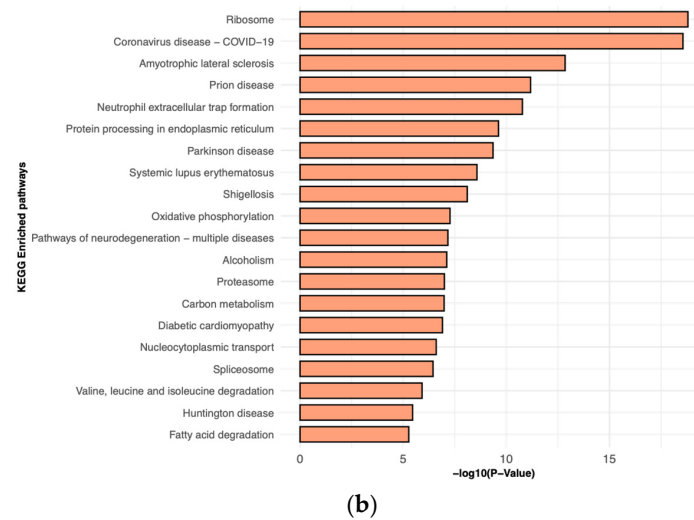 Ribosome
Coronavirus disease − COVID−19
Amyotrophic lateral sclerosis
Prion disease
Neutrophil extracellular trap formation
Protein processing in endoplasmic reticulum
Parkinson disease
Systemic lupus erythematosus
Shigellosis
Oxidative phosphorylation
Pathways of neurodegeneration − multiple diseases
Alcoholism
Proteasome
Carbon metabolism
Diabetic cardiomyopathy
Nucleocytoplasmic transport
Spliceosome
Valine, leucine and isoleucine degradation
Huntington disease
Fatty acid degradation
KEGG Enriched pathways
0 5 10 15
−log10(P−Value)
(b)